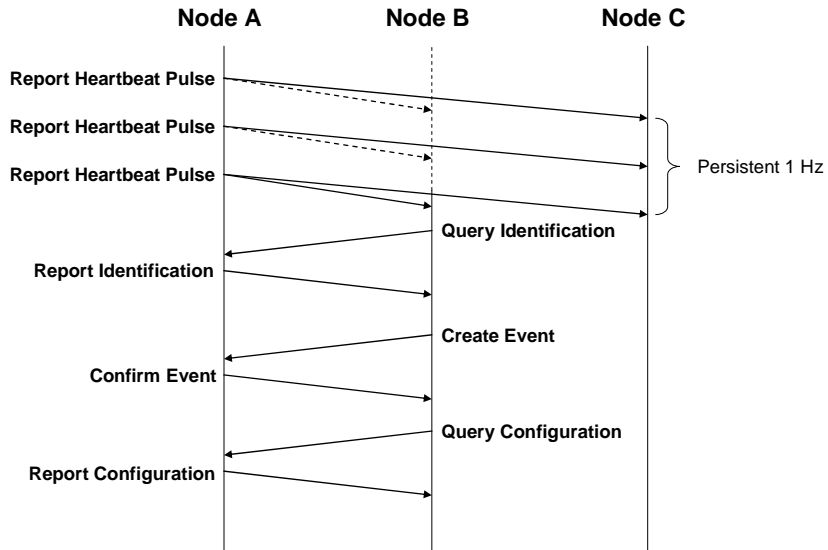 Node A
Node B
Node C
Report Heartbeat Pulse
Report Heartbeat Pulse
Persistent 1 Hz
Report Heartbeat Pulse
Query Identification
Report Identification
Create Event
Confirm Event
Query Configuration
Report Configuration